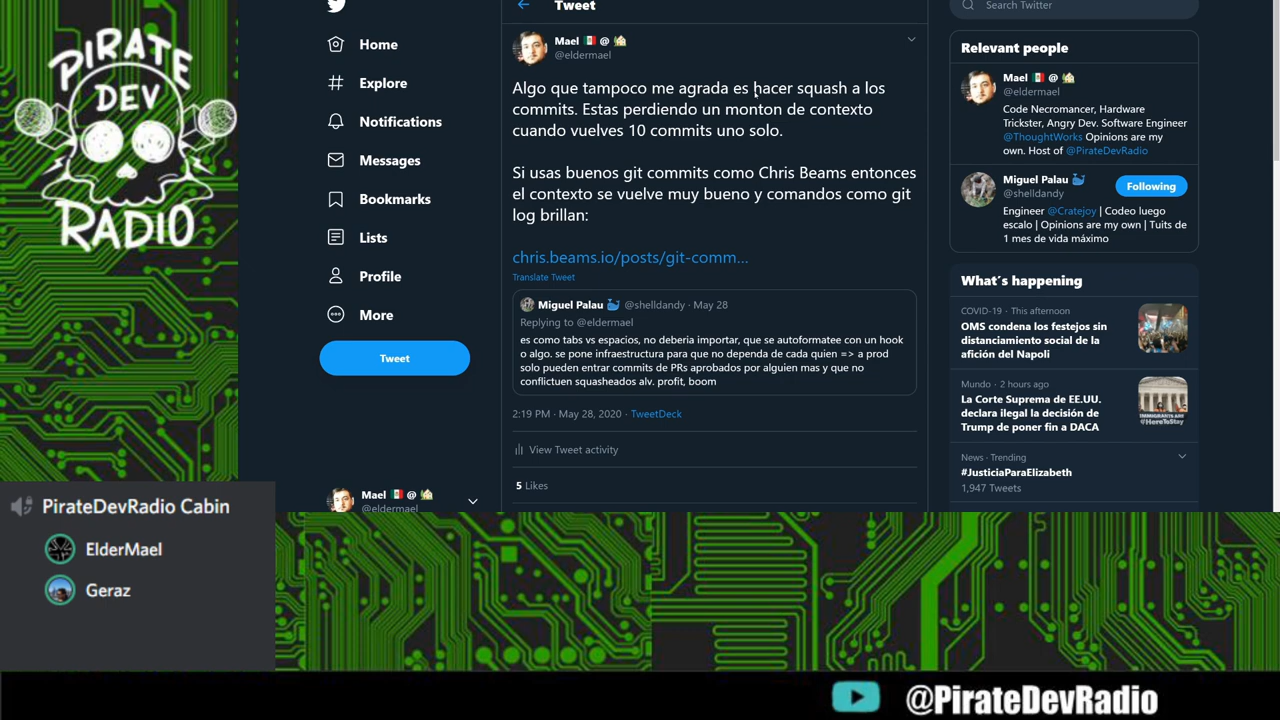 PIRATE
DEV
RADIO
Home
Explore
Notifications
Messages
Bookmarks
Lists
Profile
More
Tweet
Mael @
@eldermael
Tweet
Mael @
@eldermael
Algo que tampoco me agrada es hacer squash a los
commits. Estas perdiendo un monton de contexto
cuando vuelves 10 commits uno solo.
Si usas buenos git commits como Chris Beams entonces
el contexto se vuelve muy bueno y comandos como git
log brillan:
chris.beams.io/posts/git-comm...
Translate Tweet
Miguel Palau 🐳 @shelldandy · May 28
Replying to @eldermael
es como tabs vs espacios, no deberia importar, que se autoformatee con un hook
o algo. se pone infraestructura para que no dependa de cada quien => a prod
solo pueden entrar commits de PRs aprobados por alguien mas y que no
conflictuen squasheados alv. profit, boom
2:19 PM · May 28, 2020 · TweetDeck
View Tweet activity
5 Likes
Search Twitter
Relevant people
Mael 🇲🇽 @ 🏡
@eldermael
Code Necromancer, Hardware
Trickster, Angry Dev. Software Engineer
@ThoughtWorks Opinions are my
own. Host of @PirateDevRadio
Miguel Palau 🐳
@shelldandy
Following
Engineer @Cratejoy | Codeo luego
escalo | Opinions are my own | Tuits de
1 mes de vida máximo
What's happening
COVID-19 · This afternoon
OMS condena los festejos sin
distanciamiento social de la
afición del Napoli
Mundo · 2 hours ago
La Corte Suprema de EE.UU.
declara ilegal la decisión de
Trump de poner fin a DACA
News · Trending
#JusticiaParaElizabeth
1,947 Tweets
PirateDevRadio Cabin
ElderMael
Geraz
@PirateDevRadio